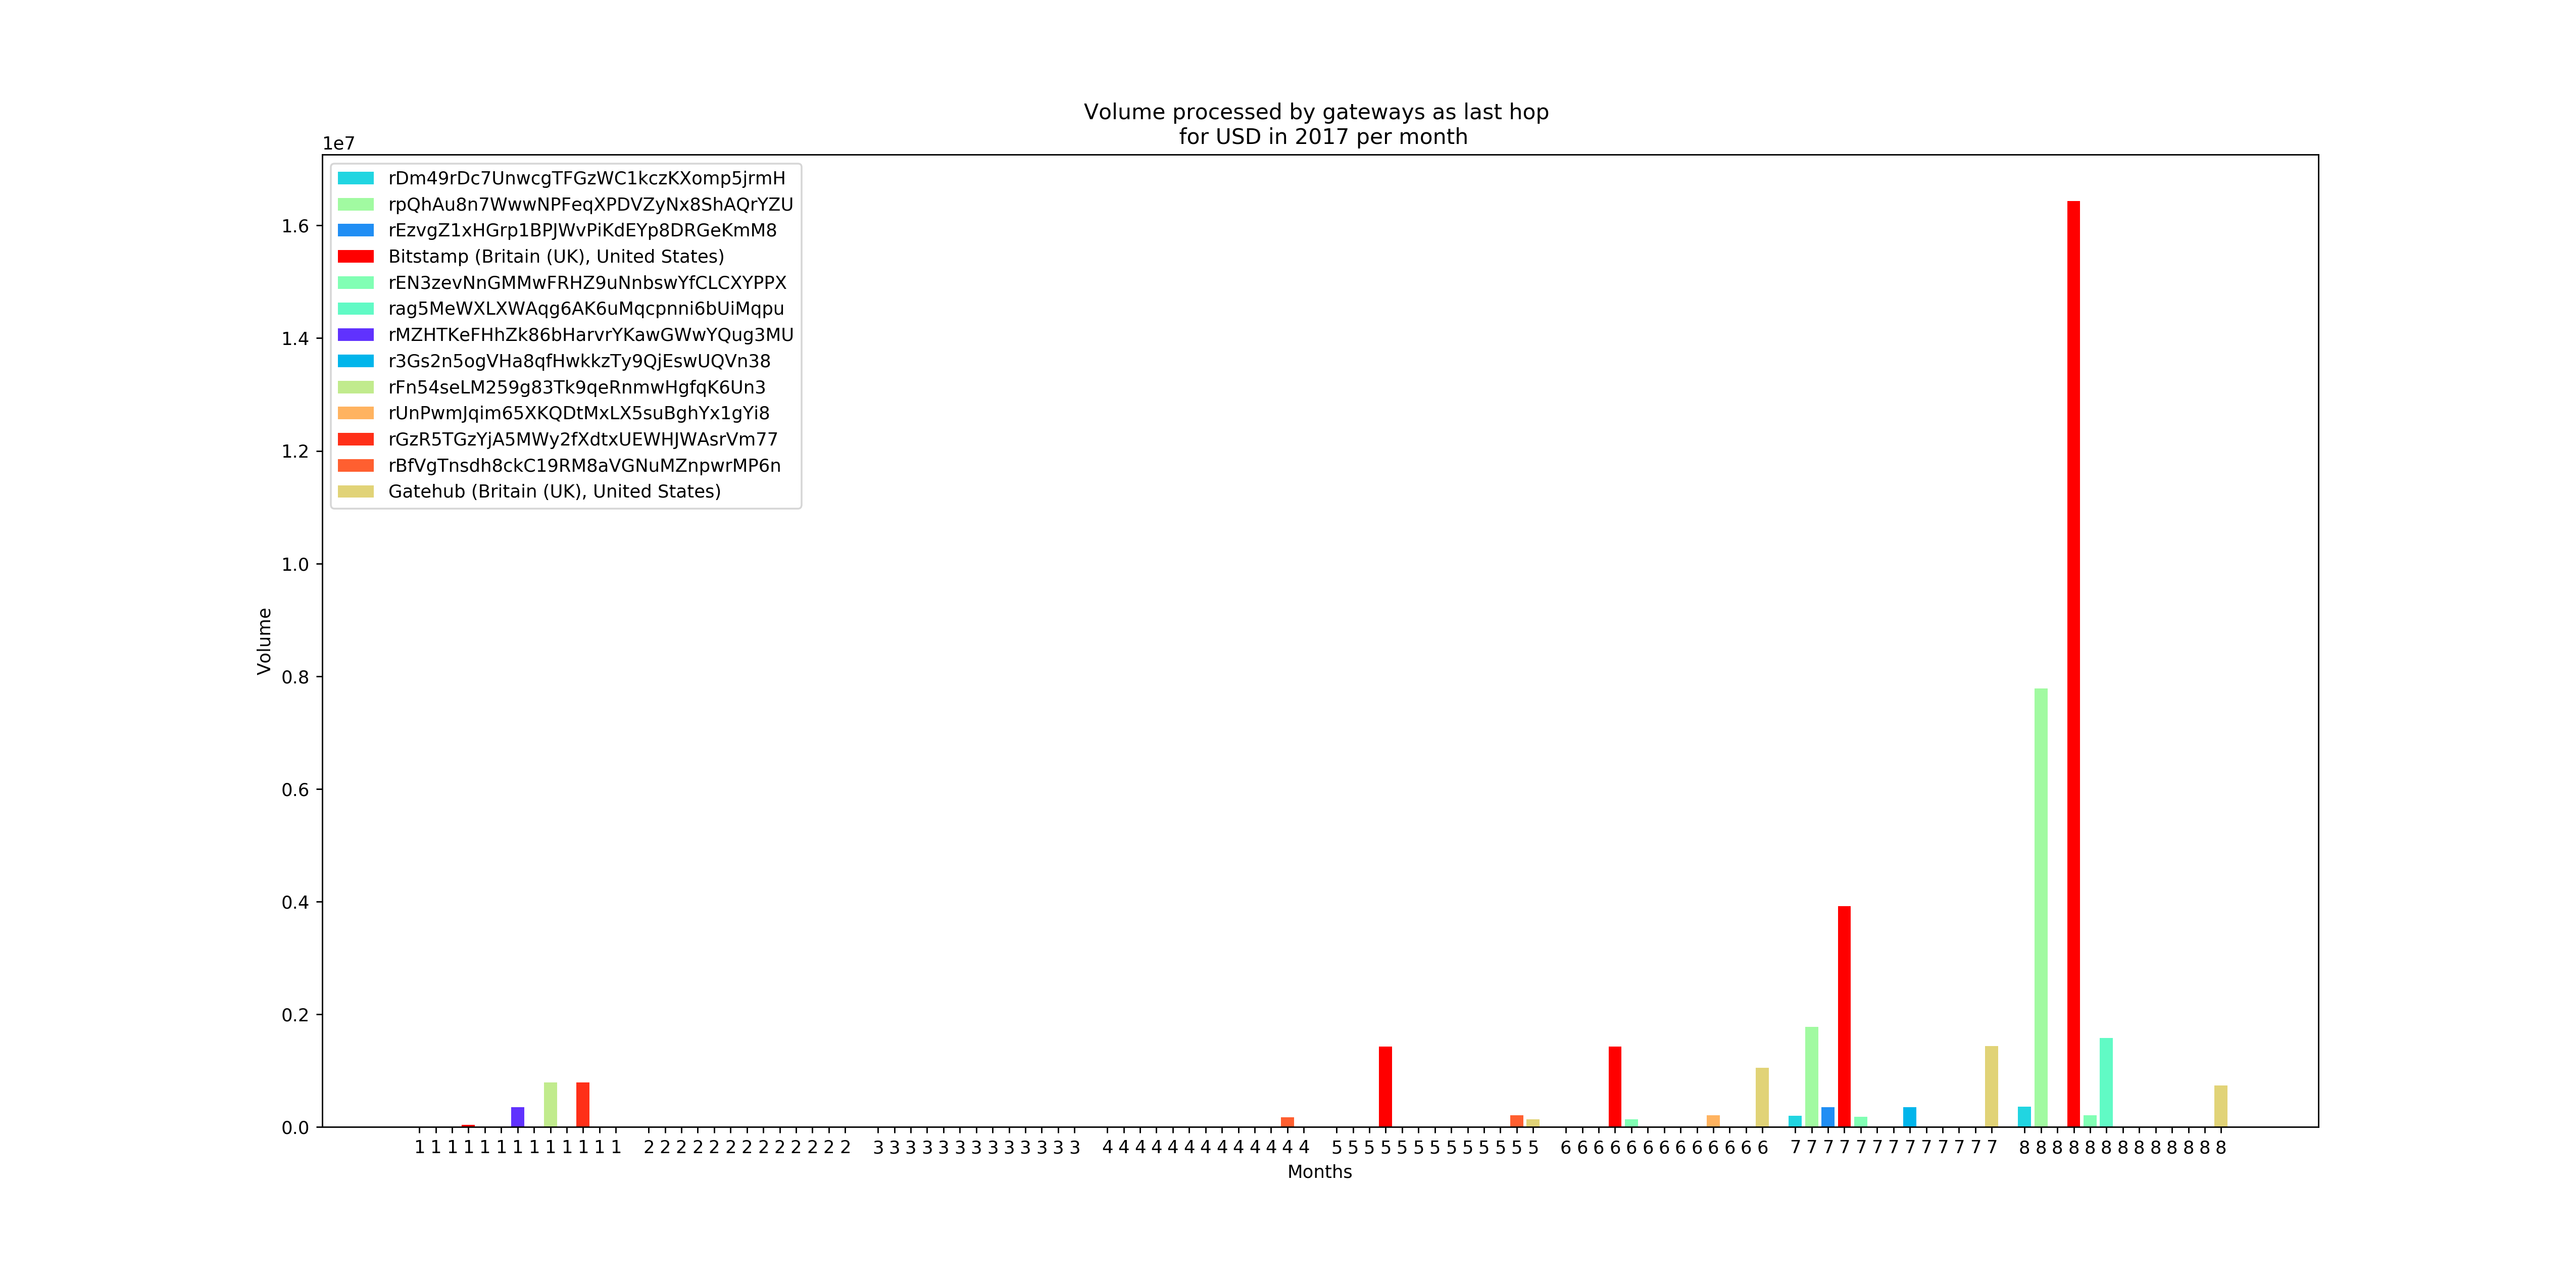 Volume processed by gateways as last hop
for USD in 2017 per month
1e7
rDm49rDc7UnwcgTFGzWC1kczKXomp5jrmH
rpQhAu8n7WwwNPFeqXPDVZyNx8ShAQrYZU
rEzvgZ1xHGrp1BPJWvPiKdEYp8DRGeKmM8
Bitstamp (Britain (UK), United States)
rEN3zevNnGMMwFRHZ9uNnbswYfCLCXYPPX
rag5MeWXLXWAqg6AK6uMqcpnni6bUiMqpu
rMZHTKeFHhZk86bHarvrYKawGWwYQug3MU
r3Gs2n5ogVHa8qfHwkkzTy9QjEswUQVn38
rFn54seLM259g83Tk9qeRnmwHgfqK6Un3
rUnPwmJqim65XKQDtMxLX5suBghYx1gYi8
rGzR5TGzYjA5MWy2fXdtxUEWHJWAsrVm77
rBfVgTnsdh8ckC19RM8aVGNuMZnpwrMP6n
Gatehub (Britain (UK), United States)
1.6
1.4
1.2
1.0
0.8
0.6
0.4
0.2
0.0
Volume
1 1 1 1 1 1 1 1 1 1 1 1 1 2 2 2 2 2 2 2 2 2 2 2 2 2 3 3 3 3 3 3 3 3 3 3 3 3 3 4 4 4 4 4 4 4 4 4 4 4 4 4 5 5 5 5 5 5 5 5 5 5 5 5 5 6 6 6 6 6 6 6 6 6 6 6 6 6 7 7 7 7 7 7 7 7 7 7 7 7 7 8 8 8 8 8 8 8 8 8 8 8 8 8
Months